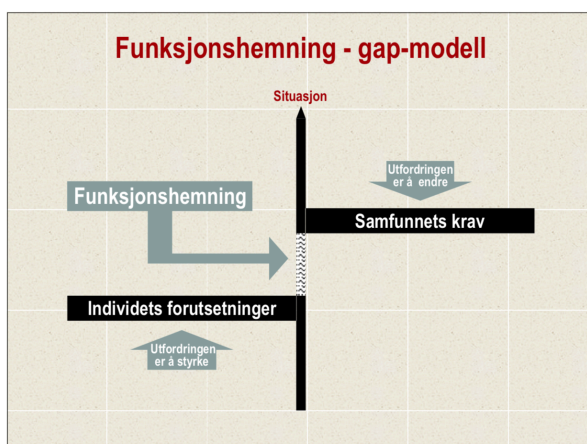 Funksjonshemning - gap-modell
Situasjon
Utfordringen
er å endre
Funksjonshemning
Samfunnets krav
Individets forutsetninger
Utfordringen
er å styrke